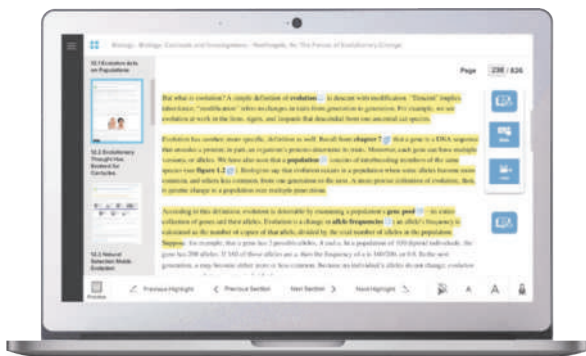 Biology - Biology: Concepts and Investigations - Hoefnagels, 4e: The Forces of Evolutionary Change
12.1 Evolution Acts
on Populations
12.2 Evolutionary
Thought Has
Evolved for
Centuries
12.3 Natural
Selection Molds
Evolution
Page 238 / 826
But what is evolution? A simple definition of evolution is descent with modification. "Descent" implies
inheritance; "modification" refers to changes in traits from generation to generation. For example, we see
evolution at work in the lions, tigers, and leopards that descended from one ancestral cat species.
Evolution has another, more specific, definition as well. Recall from chapter 7 that a gene is a DNA sequence
that encodes a protein; in part, an organism's proteins determine its traits. Moreover, each gene can have multiple
versions, or alleles. We have also seen that a population consists of interbreeding members of the same
species (see figure 1.2). Biologists say that evolution occurs in a population when some alleles become more
common, and others less common, from one generation to the next. A more precise definition of evolution, then,
is genetic change in a population over multiple generations.
According to this definition, evolution is detectable by examining a population's gene pool — its entire
collection of genes and their alleles. Evolution is a change in allele frequencies; an allele's frequency is
calculated as the number of copies of that allele, divided by the total number of alleles in the population.
Suppose, for example, that a gene has 2 possible alleles, A and a. In a population of 100 diploid individuals, the
gene has 200 alleles. If 160 of those alleles are a, then the frequency of a is 160/200, or 0.8. In the next
generation, a may become either more or less common. Because an individual's alleles do not change, evolution
Preview
Previous Highlight
Previous Section
Next Section
Next Highlight
A
A